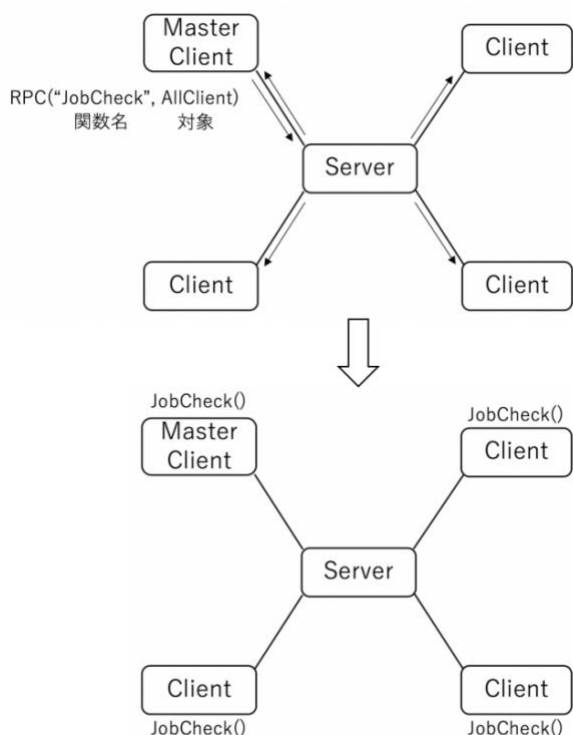 Master
Client
Client
RPC(“JobCheck”, AllClient)
関数名 対象
Server
Client
Client
JobCheck()
Master
Client
JobCheck()
Client
Server
Client
JobCheck()
Client
JobCheck()